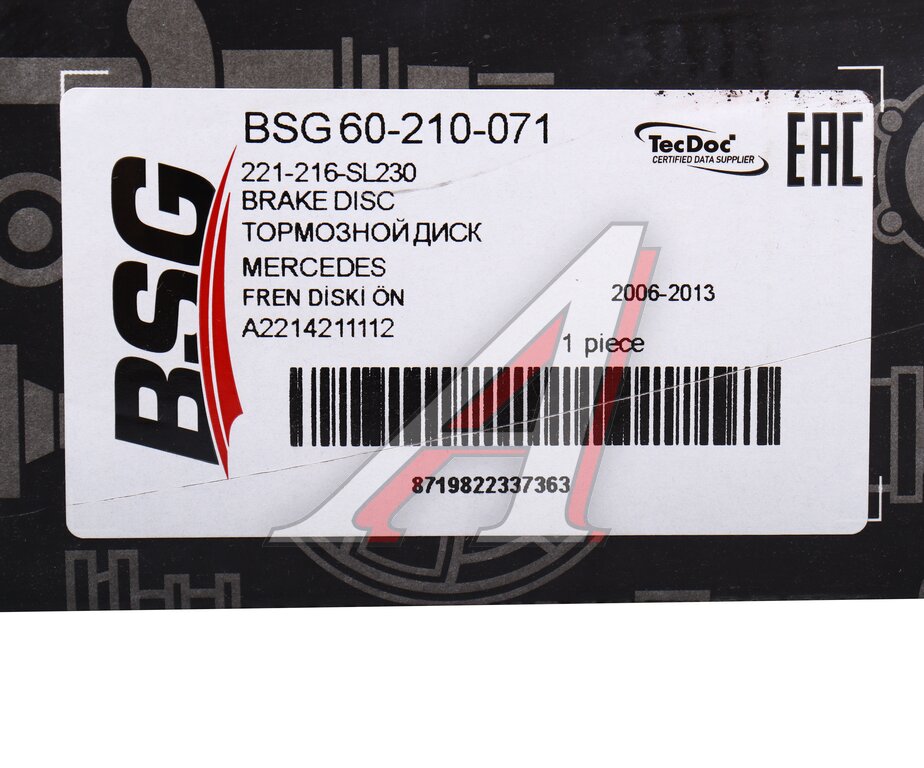 BSG 60-210-071
221-216-SL230
BRAKE DISC
ТОРМОЗНОЙ ДИСК
MERCEDES
FREN DİSKİ ÖN
A2214211112
2006-2013
1 piece
8719822337363
TecDoc
CERTIFIED DATA SUPPLIER
EAC
BSG